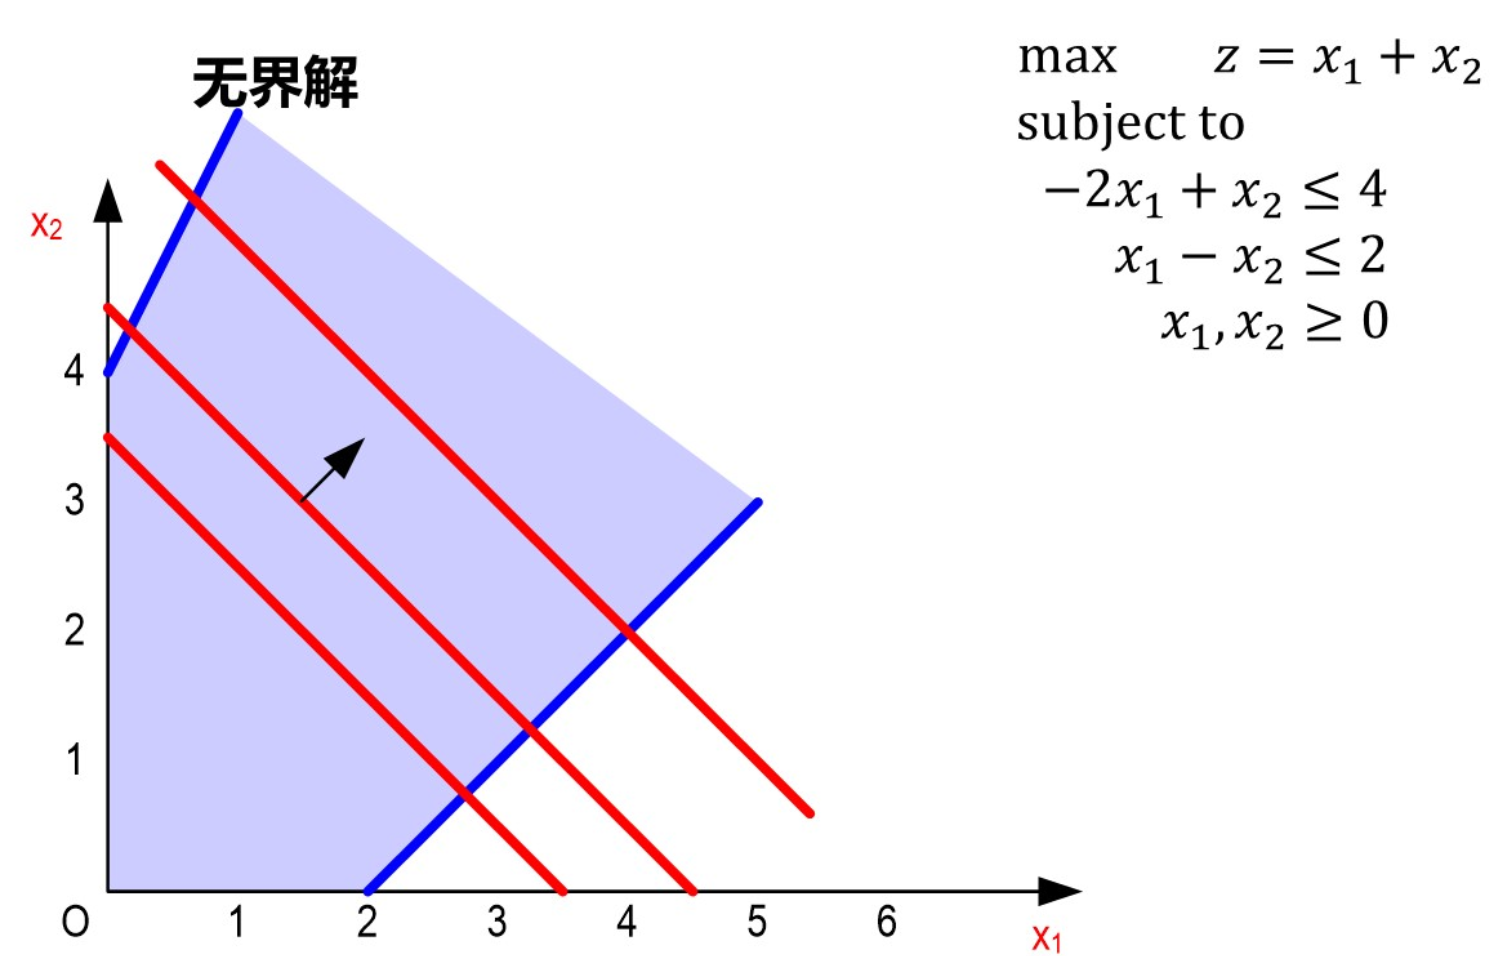 无界解
max z = x₁ + x₂
subject to
−2x₁ + x₂ ≤ 4
x₁ − x₂ ≤ 2
x₁, x₂ ≥ 0
x₂
4
3
2
1
O 1 2 3 4 5 6
x₁